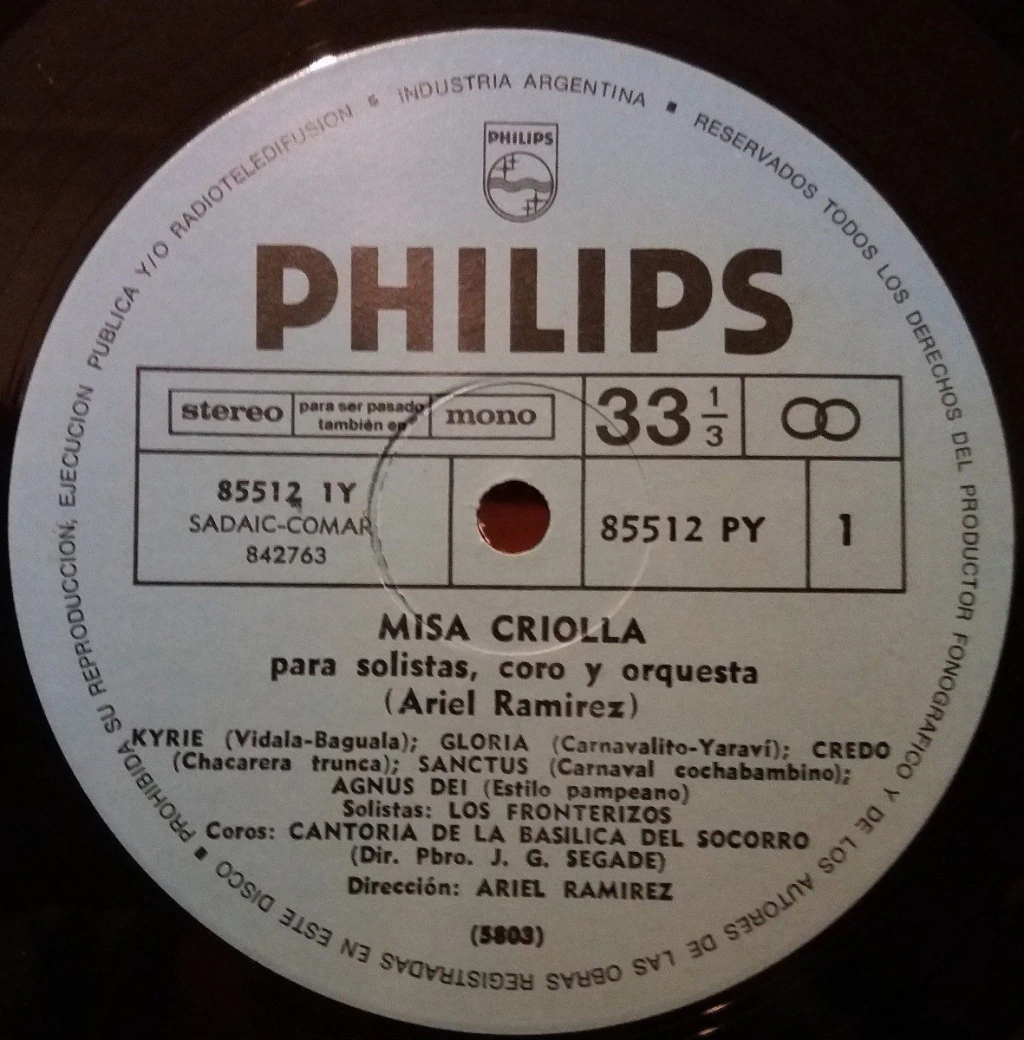 INDUSTRIA ARGENTINA ■ RESERVADOS TODOS LOS DERECHOS DEL PRODUCTOR FONOGRAFICO Y DE LOS AUTORES DE LAS OBRAS REGISTRADAS EN ESTE DISCO ■ PROHIBIDA SU REPRODUCCION, EJECUCION PUBLICA Y/O RADIOTELEDIFUSION
PHILIPS
PHILIPS
stereo para ser pasado también en mono 33 1/3
85512 1Y
SADAIC-COMAR
842763
85512 PY 1
MISA CRIOLLA
para solistas, coro y orquesta
(Ariel Ramirez)
KYRIE (Vidala-Baguala); GLORIA (Carnavalito-Yaraví); CREDO
(Chacarera trunca); SANCTUS (Carnaval cochabambino);
AGNUS DEI (Estilo pampeano)
Solistas: LOS FRONTERIZOS
Coros: CANTORIA DE LA BASILICA DEL SOCORRO
(Dir. Pbro. J. G. SEGADE)
Dirección: ARIEL RAMIREZ
(5803)